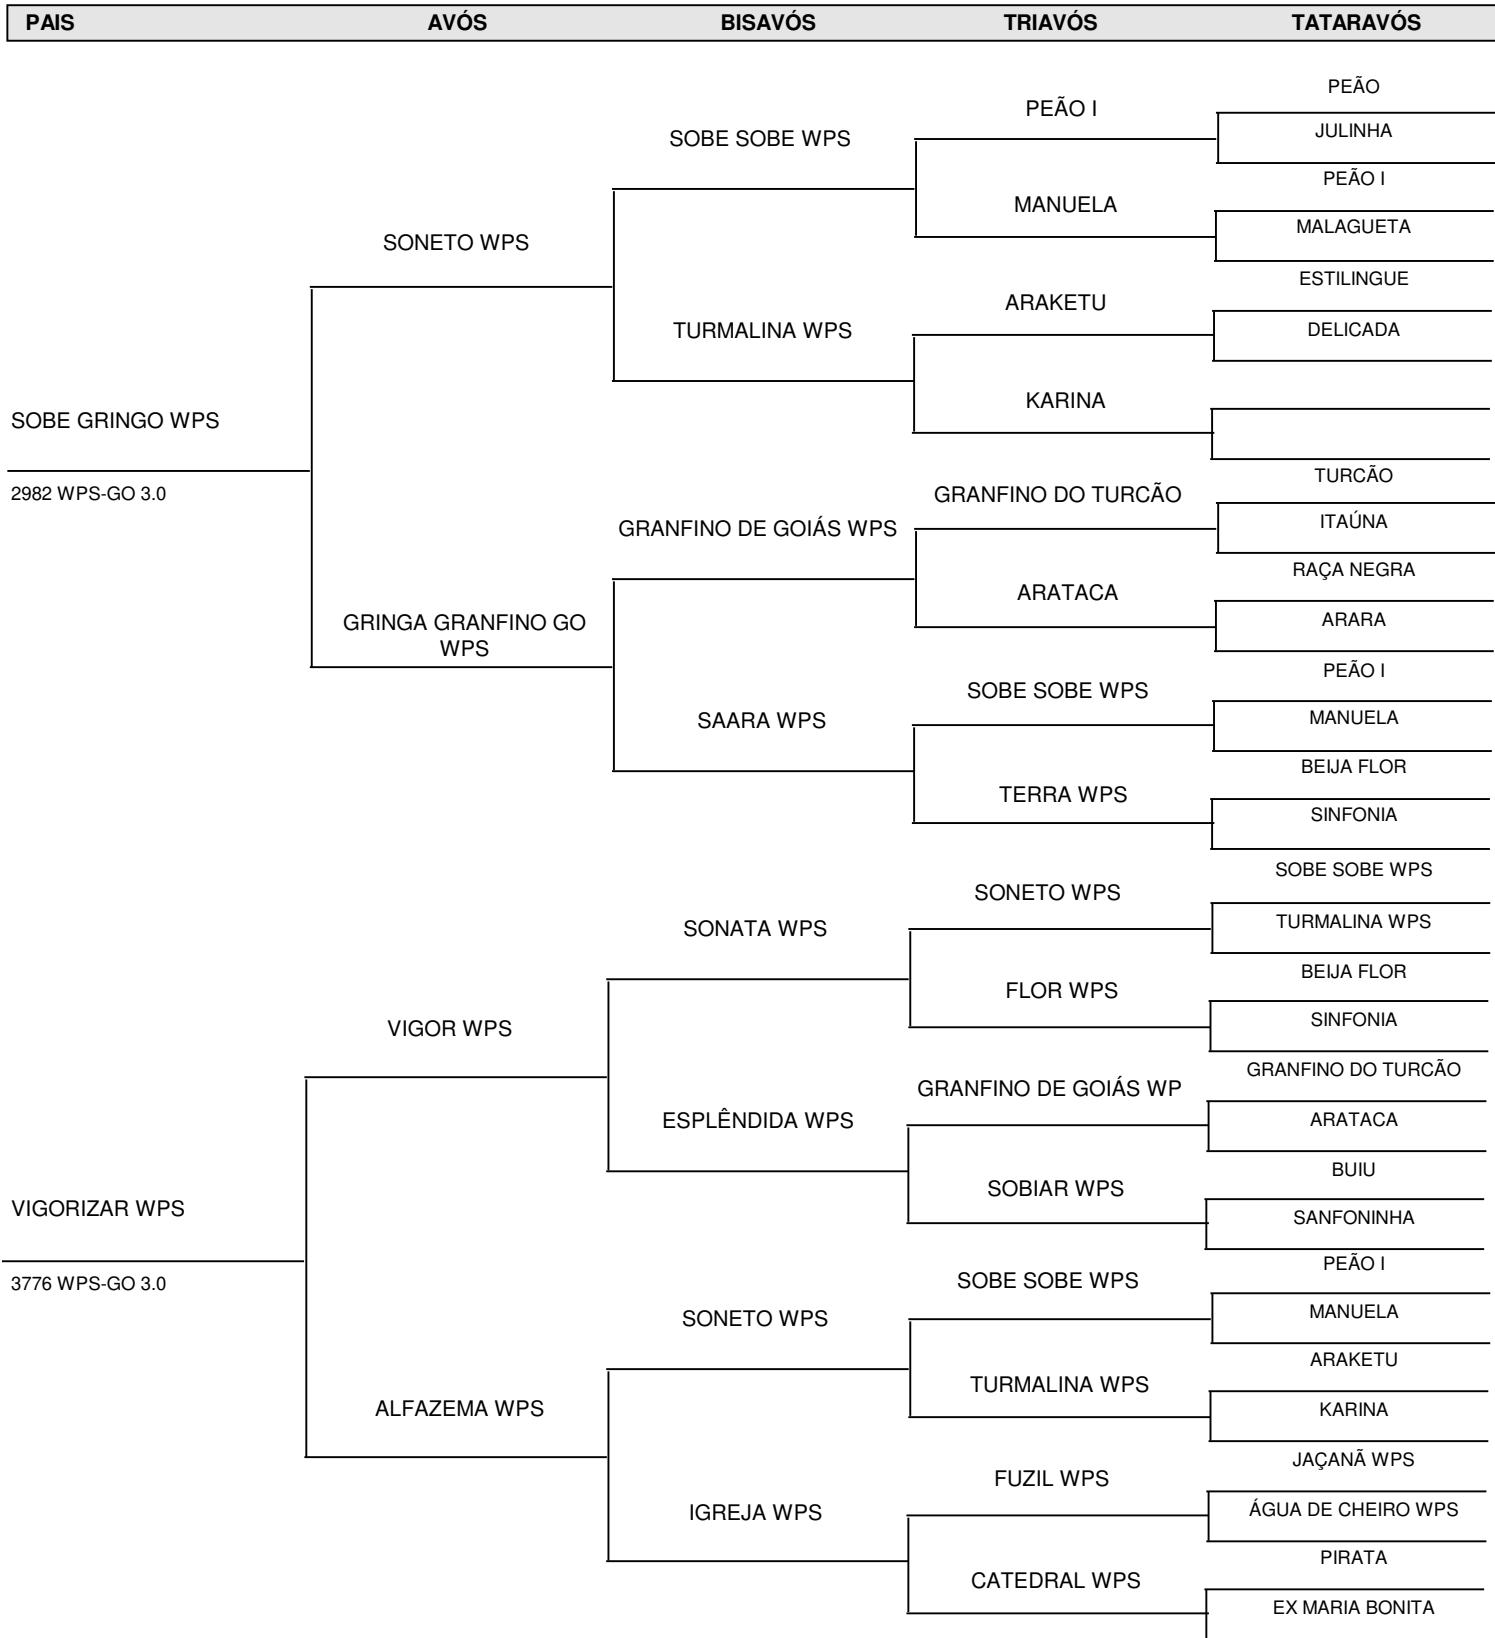 PAIS AVÓS BISAVÓS TRIAVÓS TATARAVÓS
PEÃO
PEÃO I
JULINHA
SOBE SOBE WPS
PEÃO I
MANUELA
MALAGUETA
SONETO WPS
ESTILINGUE
ARAKETU
DELICADA
TURMALINA WPS
KARINA
SOBE GRINGO WPS
2982 WPS-GO 3.0
TURCÃO
GRANFINO DO TURCÃO
ITAÚNA
GRANFINO DE GOIÁS WPS
RAÇA NEGRA
ARATACA
ARARA
GRINGA GRANFINO GO
WPS
PEÃO I
SOBE SOBE WPS
MANUELA
SAARA WPS
BEIJA FLOR
TERRA WPS
SINFONIA
SOBE SOBE WPS
SONETO WPS
TURMALINA WPS
SONATA WPS
BEIJA FLOR
FLOR WPS
SINFONIA
VIGOR WPS
GRANFINO DO TURCÃO
GRANFINO DE GOIÁS WP
ARATACA
ESPLÊNDIDA WPS
BUIU
SOBIAR WPS
SANFONINHA
VIGORIZAR WPS
3776 WPS-GO 3.0
PEÃO I
SOBE SOBE WPS
MANUELA
SONETO WPS
ARAKETU
TURMALINA WPS
KARINA
ALFAZEMA WPS
JAÇANÃ WPS
FUZIL WPS
ÁGUA DE CHEIRO WPS
IGREJA WPS
PIRATA
CATEDRAL WPS
EX MARIA BONITA